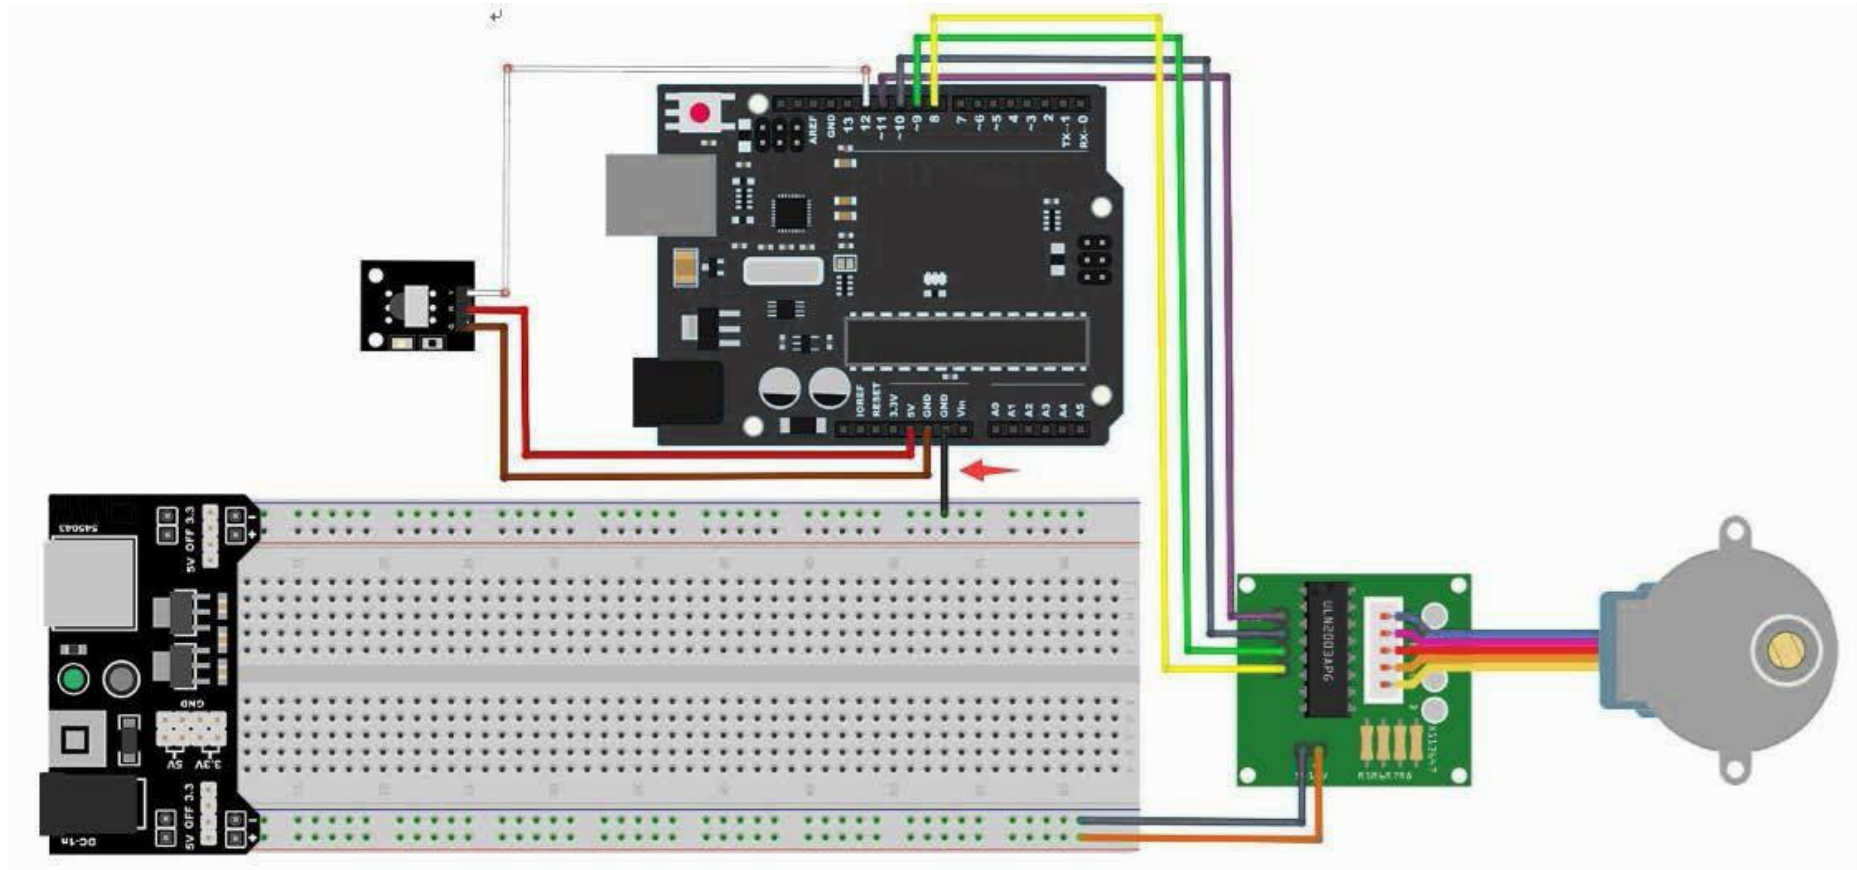 AREF
GND
13
12
~11
~10
~9
8
7
~6
~5
4
~3
2
TX→1
RX←0
IOREF
RESET
3.3V
5V
GND
GND
Vin
A0
A1
A2
A3
A4
A5
545043
5V OFF 3.3
-
+
GND
5V
3.3V
5V OFF 3.3
-
+
DC-In
ULN2003APG